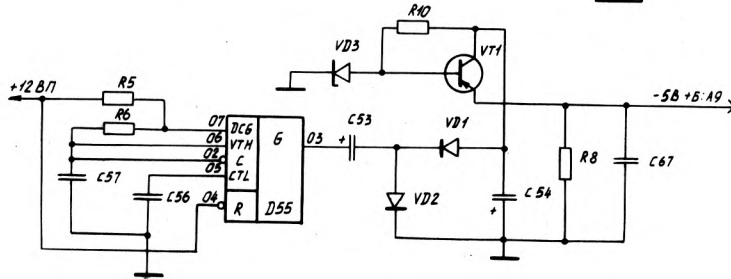 R10
VD3
VT1
+12 ВП
R5
R6
-5В +Б:А9
07
DCG
G
03
C53
VD1
06
VTH
02
C
05
CTL
R8
C67
C57
C56
04
R
D55
VD2
C54
+
+